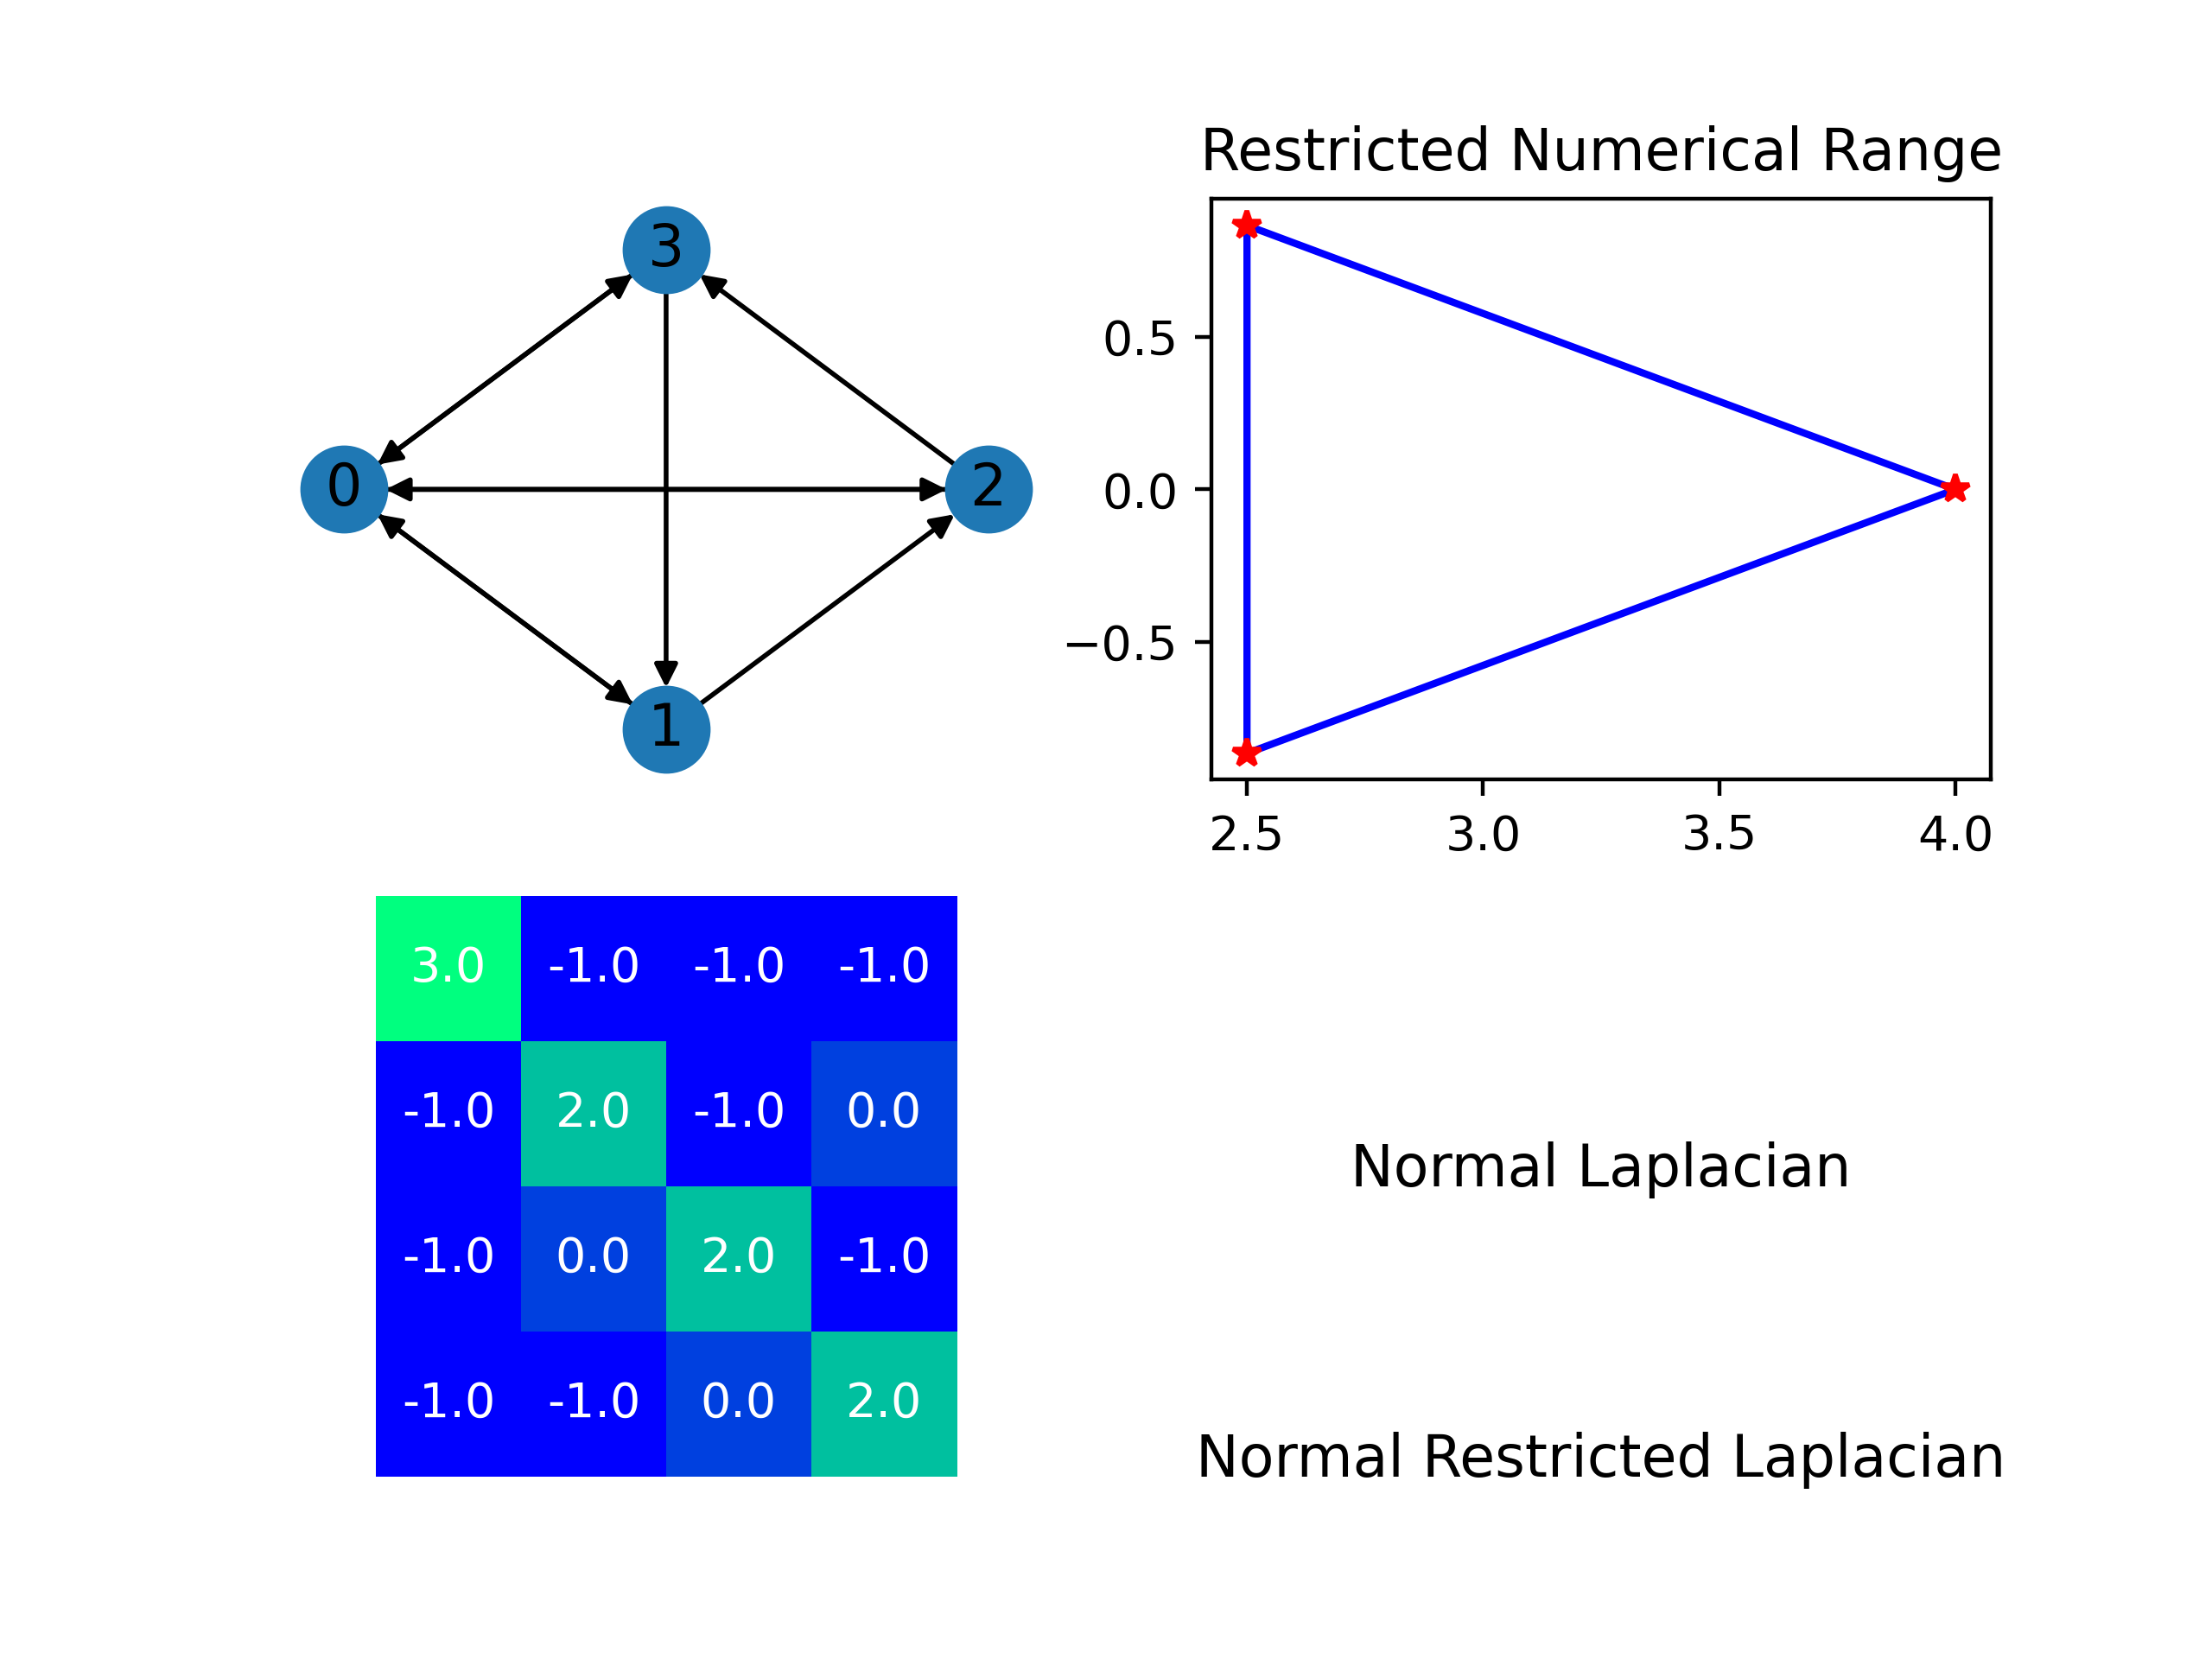 3
0
2
1
Restricted Numerical Range
0.5
0.0
−0.5
2.5 3.0 3.5 4.0
3.0 -1.0 -1.0 -1.0
-1.0 2.0 -1.0 0.0
-1.0 0.0 2.0 -1.0
-1.0 -1.0 0.0 2.0
Normal Laplacian
Normal Restricted Laplacian